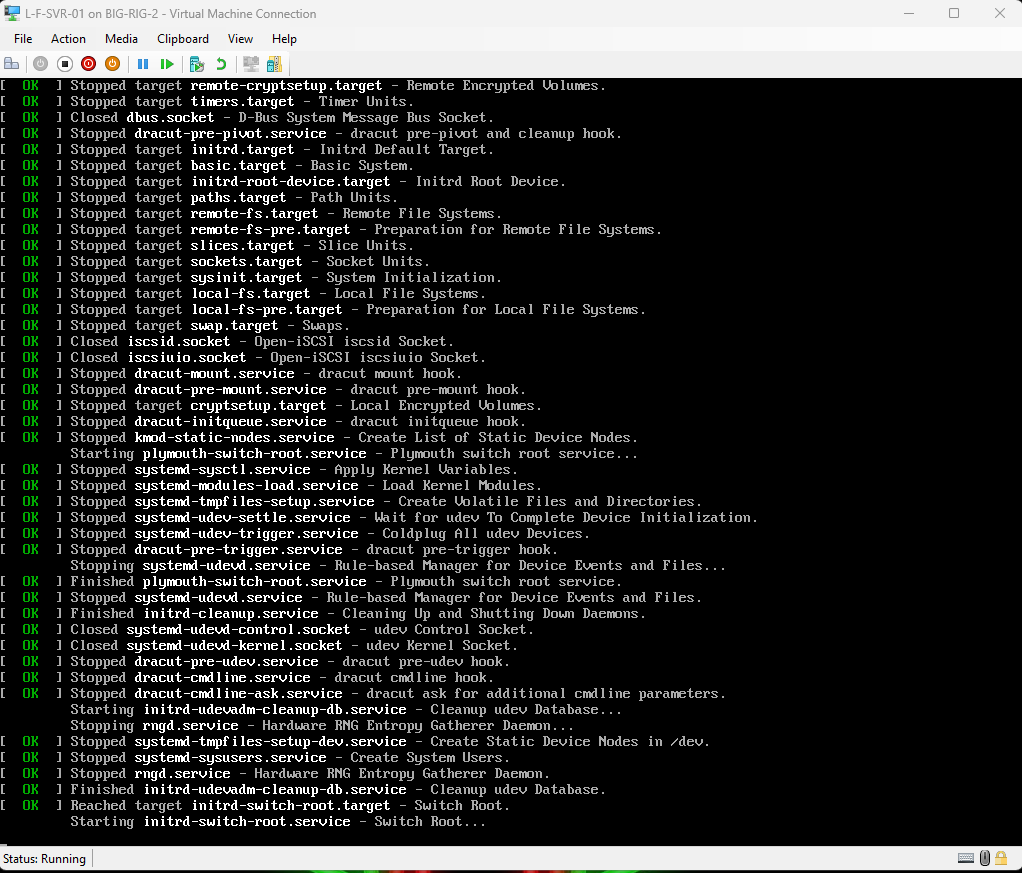 L-F-SVR-01 on BIG-RIG-2 - Virtual Machine Connection
File Action Media Clipboard View Help
[  OK  ] Stopped target remote-cryptsetup.target - Remote Encrypted Volumes.
[  OK  ] Stopped target timers.target - Timer Units.
[  OK  ] Closed dbus.socket - D-Bus System Message Bus Socket.
[  OK  ] Stopped dracut-pre-pivot.service - dracut pre-pivot and cleanup hook.
[  OK  ] Stopped target initrd.target - Initrd Default Target.
[  OK  ] Stopped target basic.target - Basic System.
[  OK  ] Stopped target initrd-root-device.target - Initrd Root Device.
[  OK  ] Stopped target paths.target - Path Units.
[  OK  ] Stopped target remote-fs.target - Remote File Systems.
[  OK  ] Stopped target remote-fs-pre.target - Preparation for Remote File Systems.
[  OK  ] Stopped target slices.target - Slice Units.
[  OK  ] Stopped target sockets.target - Socket Units.
[  OK  ] Stopped target sysinit.target - System Initialization.
[  OK  ] Stopped target local-fs.target - Local File Systems.
[  OK  ] Stopped target local-fs-pre.target - Preparation for Local File Systems.
[  OK  ] Stopped target swap.target - Swaps.
[  OK  ] Closed iscsid.socket - Open-iSCSI iscsid Socket.
[  OK  ] Closed iscsiuio.socket - Open-iSCSI iscsiuio Socket.
[  OK  ] Stopped dracut-mount.service - dracut mount hook.
[  OK  ] Stopped dracut-pre-mount.service - dracut pre-mount hook.
[  OK  ] Stopped target cryptsetup.target - Local Encrypted Volumes.
[  OK  ] Stopped dracut-initqueue.service - dracut initqueue hook.
[  OK  ] Stopped kmod-static-nodes.service - Create List of Static Device Nodes.
Starting plymouth-switch-root.service - Plymouth switch root service...
[  OK  ] Stopped systemd-sysctl.service - Apply Kernel Variables.
[  OK  ] Stopped systemd-modules-load.service - Load Kernel Modules.
[  OK  ] Stopped systemd-tmpfiles-setup.service - Create Volatile Files and Directories.
[  OK  ] Stopped systemd-udev-settle.service - Wait for udev To Complete Device Initialization.
[  OK  ] Stopped systemd-udev-trigger.service - Coldplug All udev Devices.
[  OK  ] Stopped dracut-pre-trigger.service - dracut pre-trigger hook.
Stopping systemd-udevd.service - Rule-based Manager for Device Events and Files...
[  OK  ] Finished plymouth-switch-root.service - Plymouth switch root service.
[  OK  ] Stopped systemd-udevd.service - Rule-based Manager for Device Events and Files.
[  OK  ] Finished initrd-cleanup.service - Cleaning Up and Shutting Down Daemons.
[  OK  ] Closed systemd-udevd-control.socket - udev Control Socket.
[  OK  ] Closed systemd-udevd-kernel.socket - udev Kernel Socket.
[  OK  ] Stopped dracut-pre-udev.service - dracut pre-udev hook.
[  OK  ] Stopped dracut-cmdline.service - dracut cmdline hook.
[  OK  ] Stopped dracut-cmdline-ask.service - dracut ask for additional cmdline parameters.
Starting initrd-udevadm-cleanup-db.service - Cleanup udev Database...
Stopping rngd.service - Hardware RNG Entropy Gatherer Daemon...
[  OK  ] Stopped systemd-tmpfiles-setup-dev.service - Create Static Device Nodes in /dev.
[  OK  ] Stopped systemd-sysusers.service - Create System Users.
[  OK  ] Stopped rngd.service - Hardware RNG Entropy Gatherer Daemon.
[  OK  ] Finished initrd-udevadm-cleanup-db.service - Cleanup udev Database.
[  OK  ] Reached target initrd-switch-root.target - Switch Root.
Starting initrd-switch-root.service - Switch Root...
Status: Running